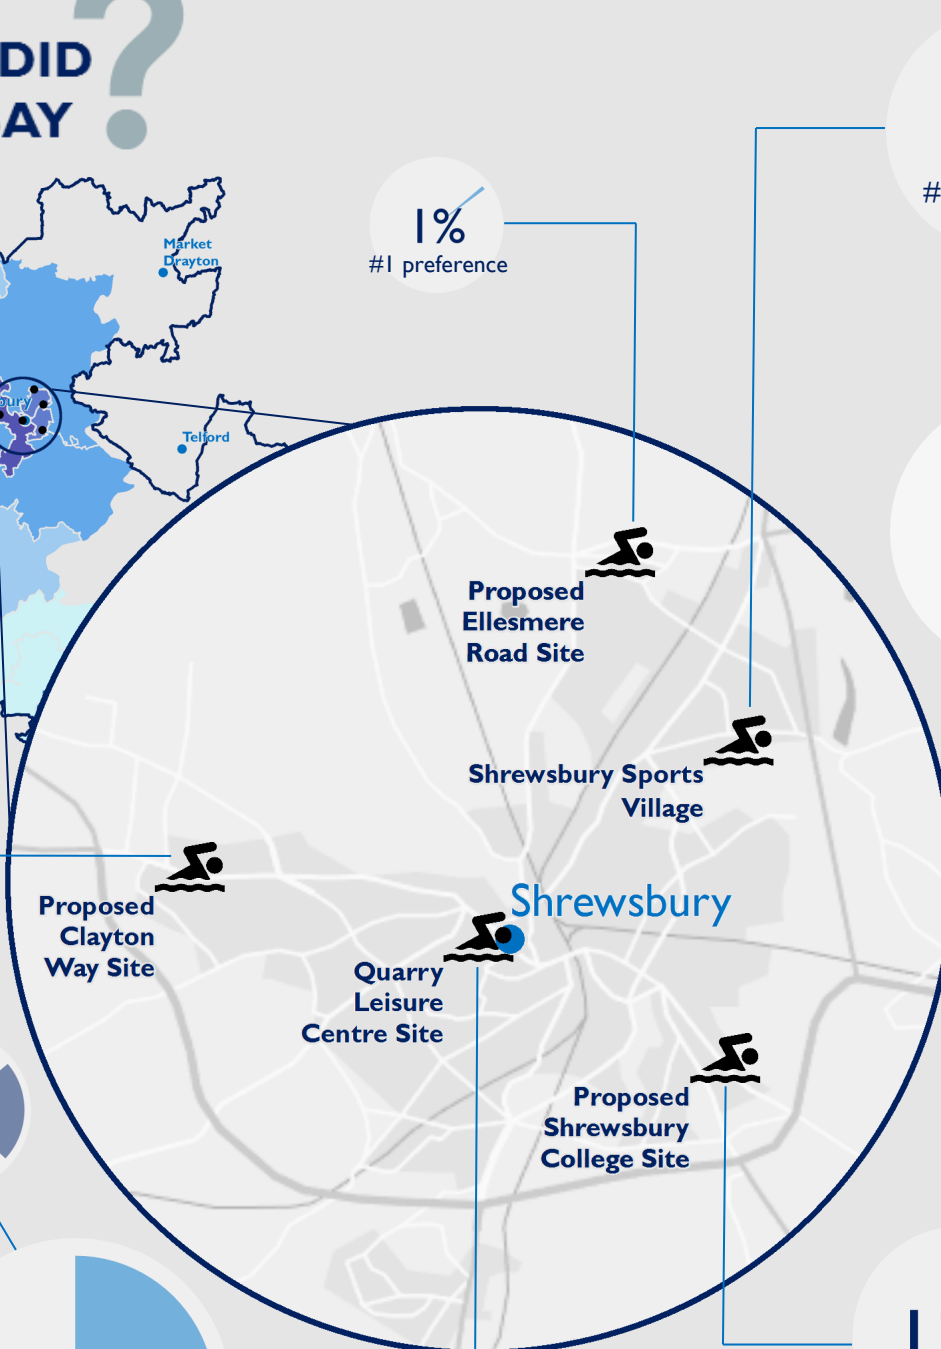 DID
AY
?
Market
Drayton
1%
#1 preference
#
bury
Telford
Proposed
Ellesmere
Road Site
Shrewsbury Sports
Village
Shrewsbury
Proposed
Clayton
Way Site
Quarry
Leisure
Centre Site
Proposed
Shrewsbury
College Site